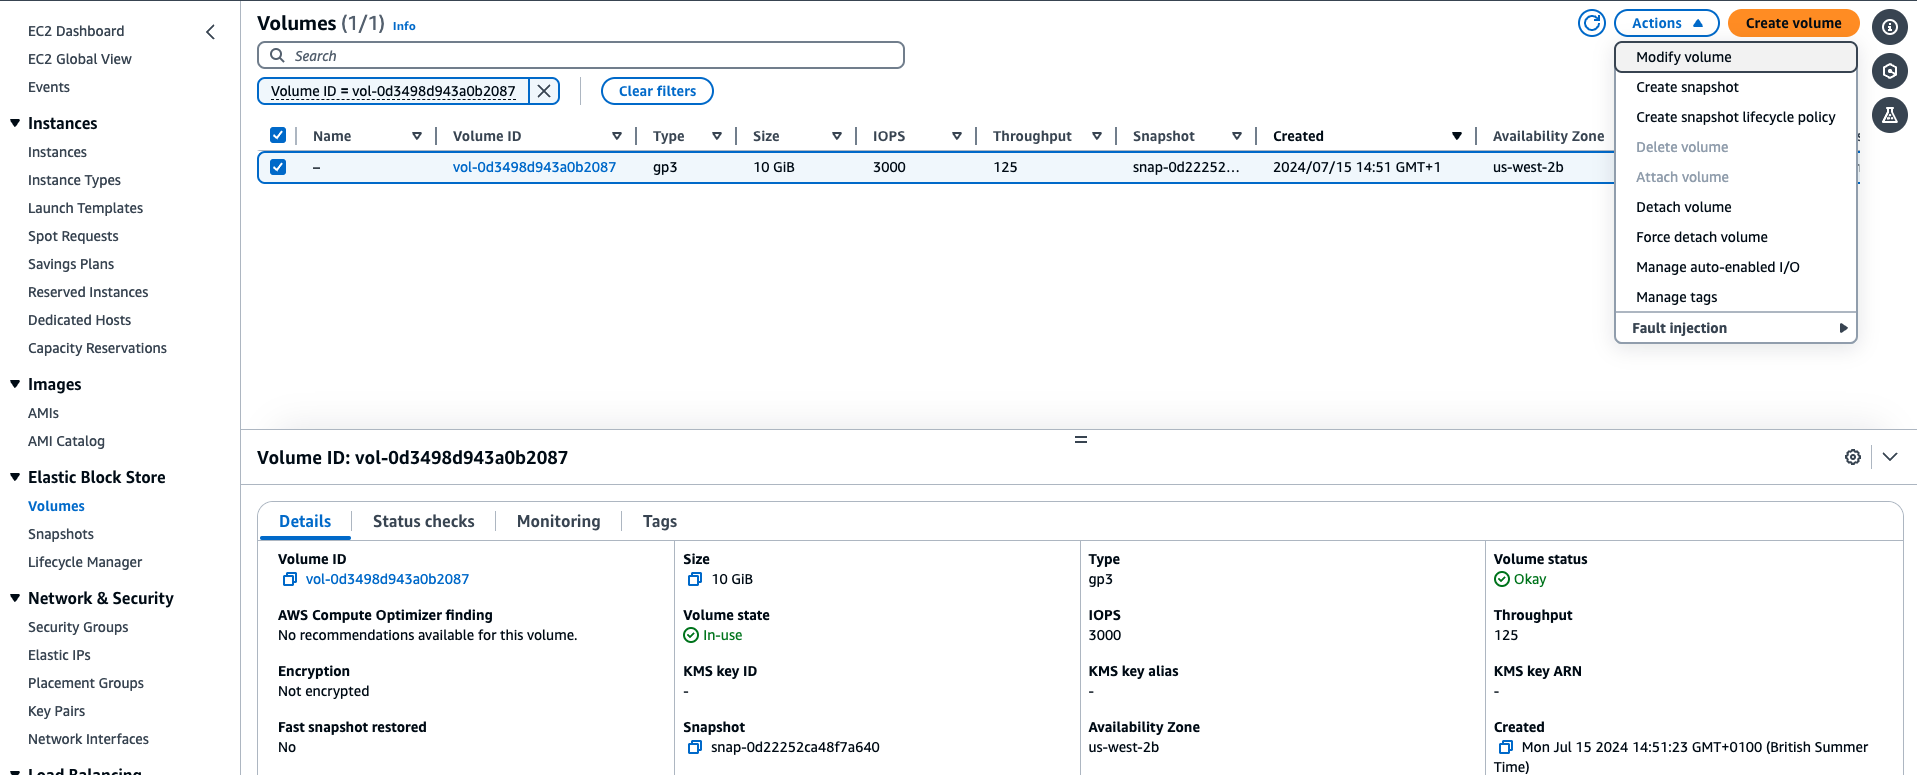 EC2 Dashboard
EC2 Global View
Events
Instances
Instances
Instance Types
Launch Templates
Spot Requests
Savings Plans
Reserved Instances
Dedicated Hosts
Capacity Reservations
Images
AMIs
AMI Catalog
Elastic Block Store
Volumes
Snapshots
Lifecycle Manager
Network & Security
Security Groups
Elastic IPs
Placement Groups
Key Pairs
Network Interfaces
Load Balancing
Volumes (1/1) Info
Actions
Create volume
Search
Volume ID = vol-0d3498d943a0b2087
Clear filters
Name Volume ID Type Size IOPS Throughput Snapshot Created Availability Zone
– vol-0d3498d943a0b2087 gp3 10 GiB 3000 125 snap-0d22252... 2024/07/15 14:51 GMT+1 us-west-2b
Modify volume
Create snapshot
Create snapshot lifecycle policy
Delete volume
Attach volume
Detach volume
Force detach volume
Manage auto-enabled I/O
Manage tags
Fault injection
Volume ID: vol-0d3498d943a0b2087
Details Status checks Monitoring Tags
Volume ID
vol-0d3498d943a0b2087
Size
10 GiB
Type
gp3
Volume status
Okay
AWS Compute Optimizer finding
No recommendations available for this volume.
Volume state
In-use
IOPS
3000
Throughput
125
Encryption
Not encrypted
KMS key ID
-
KMS key alias
-
KMS key ARN
-
Fast snapshot restored
No
Snapshot
snap-0d22252ca48f7a640
Availability Zone
us-west-2b
Created
Mon Jul 15 2024 14:51:23 GMT+0100 (British Summer
Time)